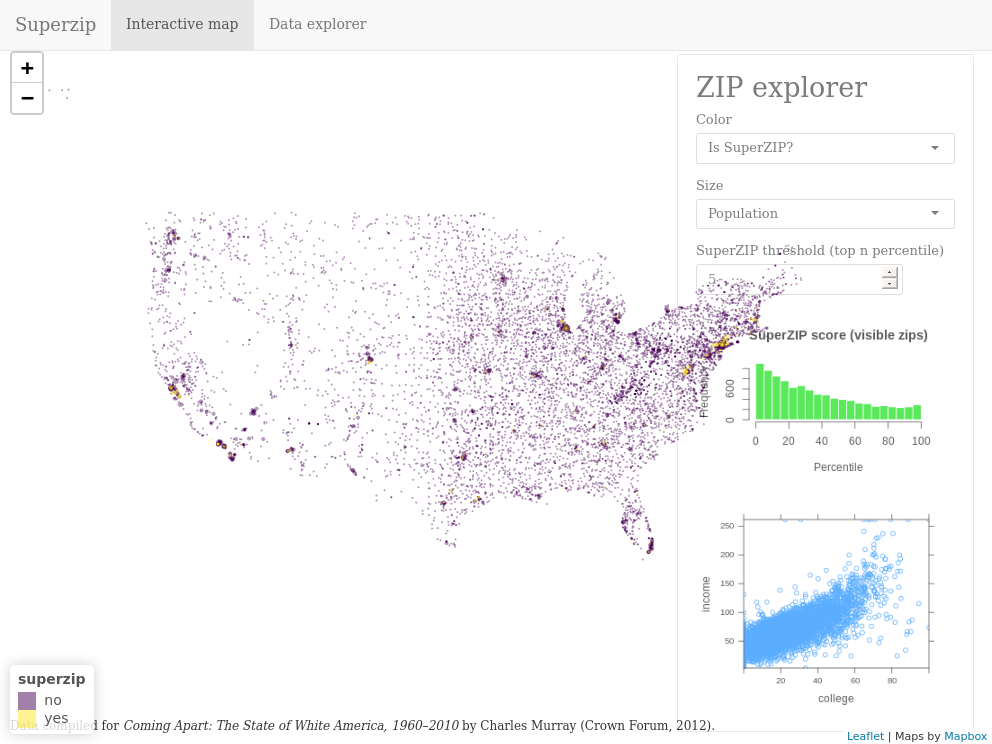 Superzip Interactive map Data explorer
+
−
ZIP explorer
Color
Is SuperZIP?
Size
Population
SuperZIP threshold (top n percentile)
5
SuperZIP score (visible zips)
Frequency
0 600
0 20 40 60 80 100
Percentile
250
200
150
100
50
income
20 40 60 80
college
superzip
no
yes
Data compiled for Coming Apart: The State of White America, 1960–2010 by Charles Murray (Crown Forum, 2012).
Leaflet | Maps by Mapbox